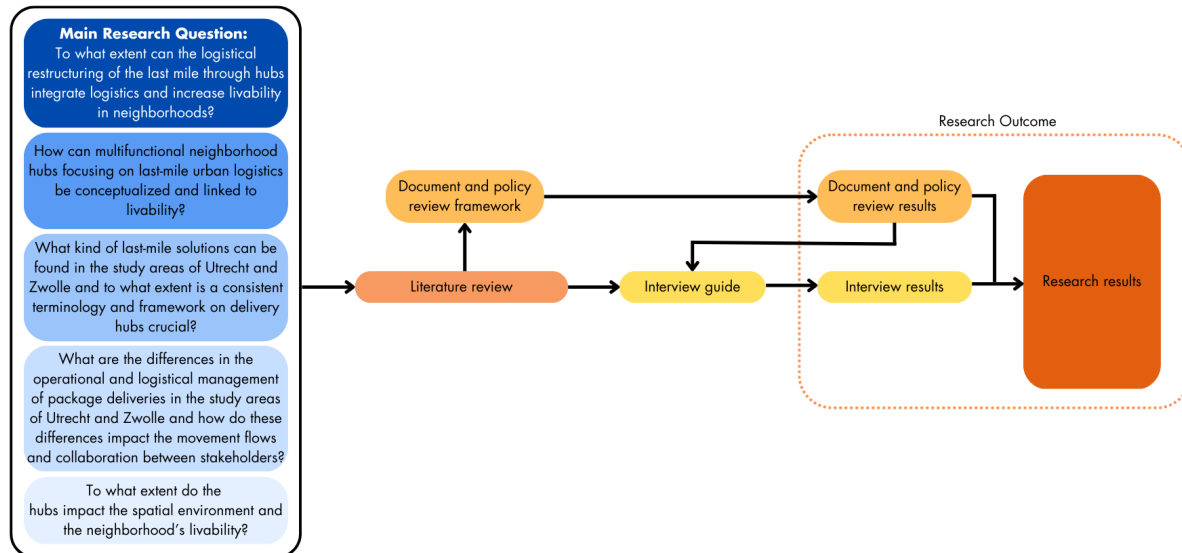 Main Research Question:
To what extent can the logistical
restructuring of the last mile through hubs
integrate logistics and increase livability
in neighborhoods?
How can multifunctional neighborhood
hubs focusing on last-mile urban logistics
be conceptualized and linked to
livability?
What kind of last-mile solutions can be
found in the study areas of Utrecht and
Zwolle and to what extent is a consistent
terminology and framework on delivery
hubs crucial?
What are the differences in the
operational and logistical management
of package deliveries in the study areas
of Utrecht and Zwolle and how do these
differences impact the movement flows
and collaboration between stakeholders?
To what extent do the
hubs impact the spatial environment and
the neighborhood's livability?
Literature review
Document and policy
review framework
Interview guide
Research Outcome
Document and policy
review results
Interview results
Research results